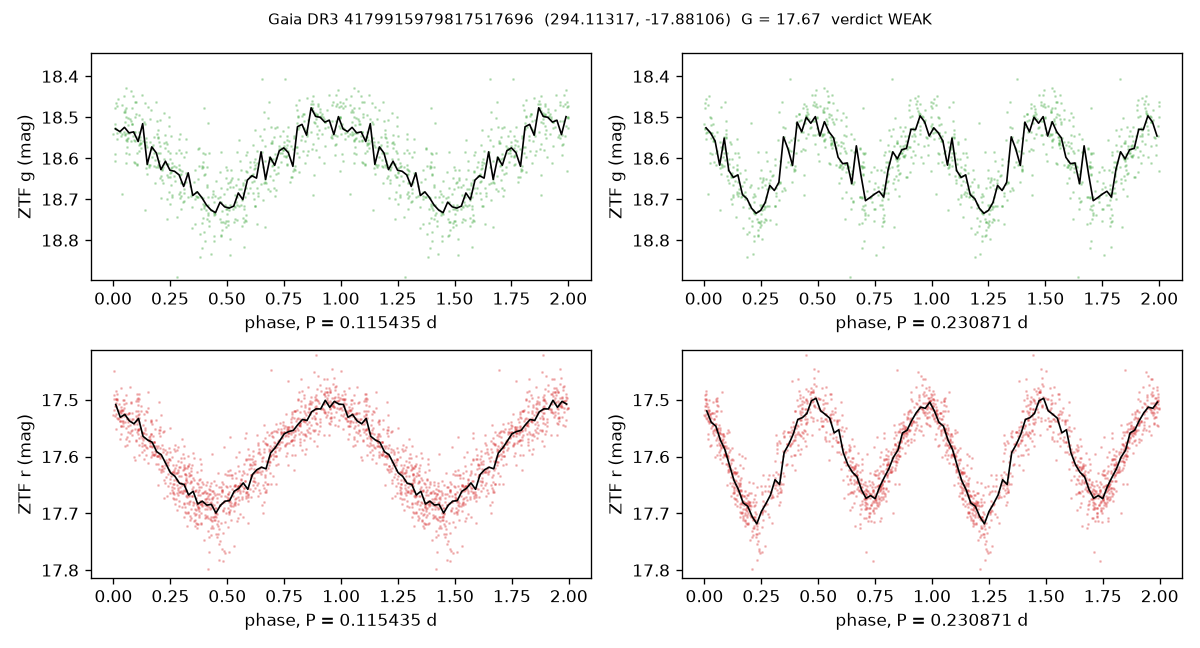 Gaia DR3 4179915979817517696  (294.11317, -17.88106)  G = 17.67  verdict WEAK
ZTF g (mag)
18.4
18.5
18.6
18.7
18.8
0.00 0.25 0.50 0.75 1.00 1.25 1.50 1.75 2.00
phase, P = 0.115435 d
ZTF g (mag)
18.4
18.5
18.6
18.7
18.8
0.00 0.25 0.50 0.75 1.00 1.25 1.50 1.75 2.00
phase, P = 0.230871 d
ZTF r (mag)
17.5
17.6
17.7
17.8
0.00 0.25 0.50 0.75 1.00 1.25 1.50 1.75 2.00
phase, P = 0.115435 d
ZTF r (mag)
17.5
17.6
17.7
17.8
0.00 0.25 0.50 0.75 1.00 1.25 1.50 1.75 2.00
phase, P = 0.230871 d